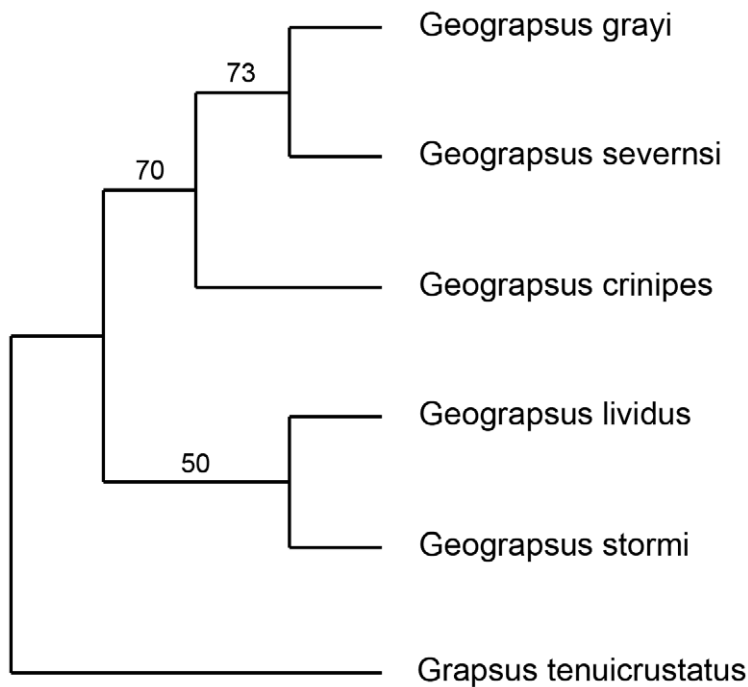 Geograpsus grayi
73
Geograpsus severnsi
70
Geograpsus crinipes
Geograpsus lividus
50
Geograpsus stormi
Grapsus tenuicrustatus